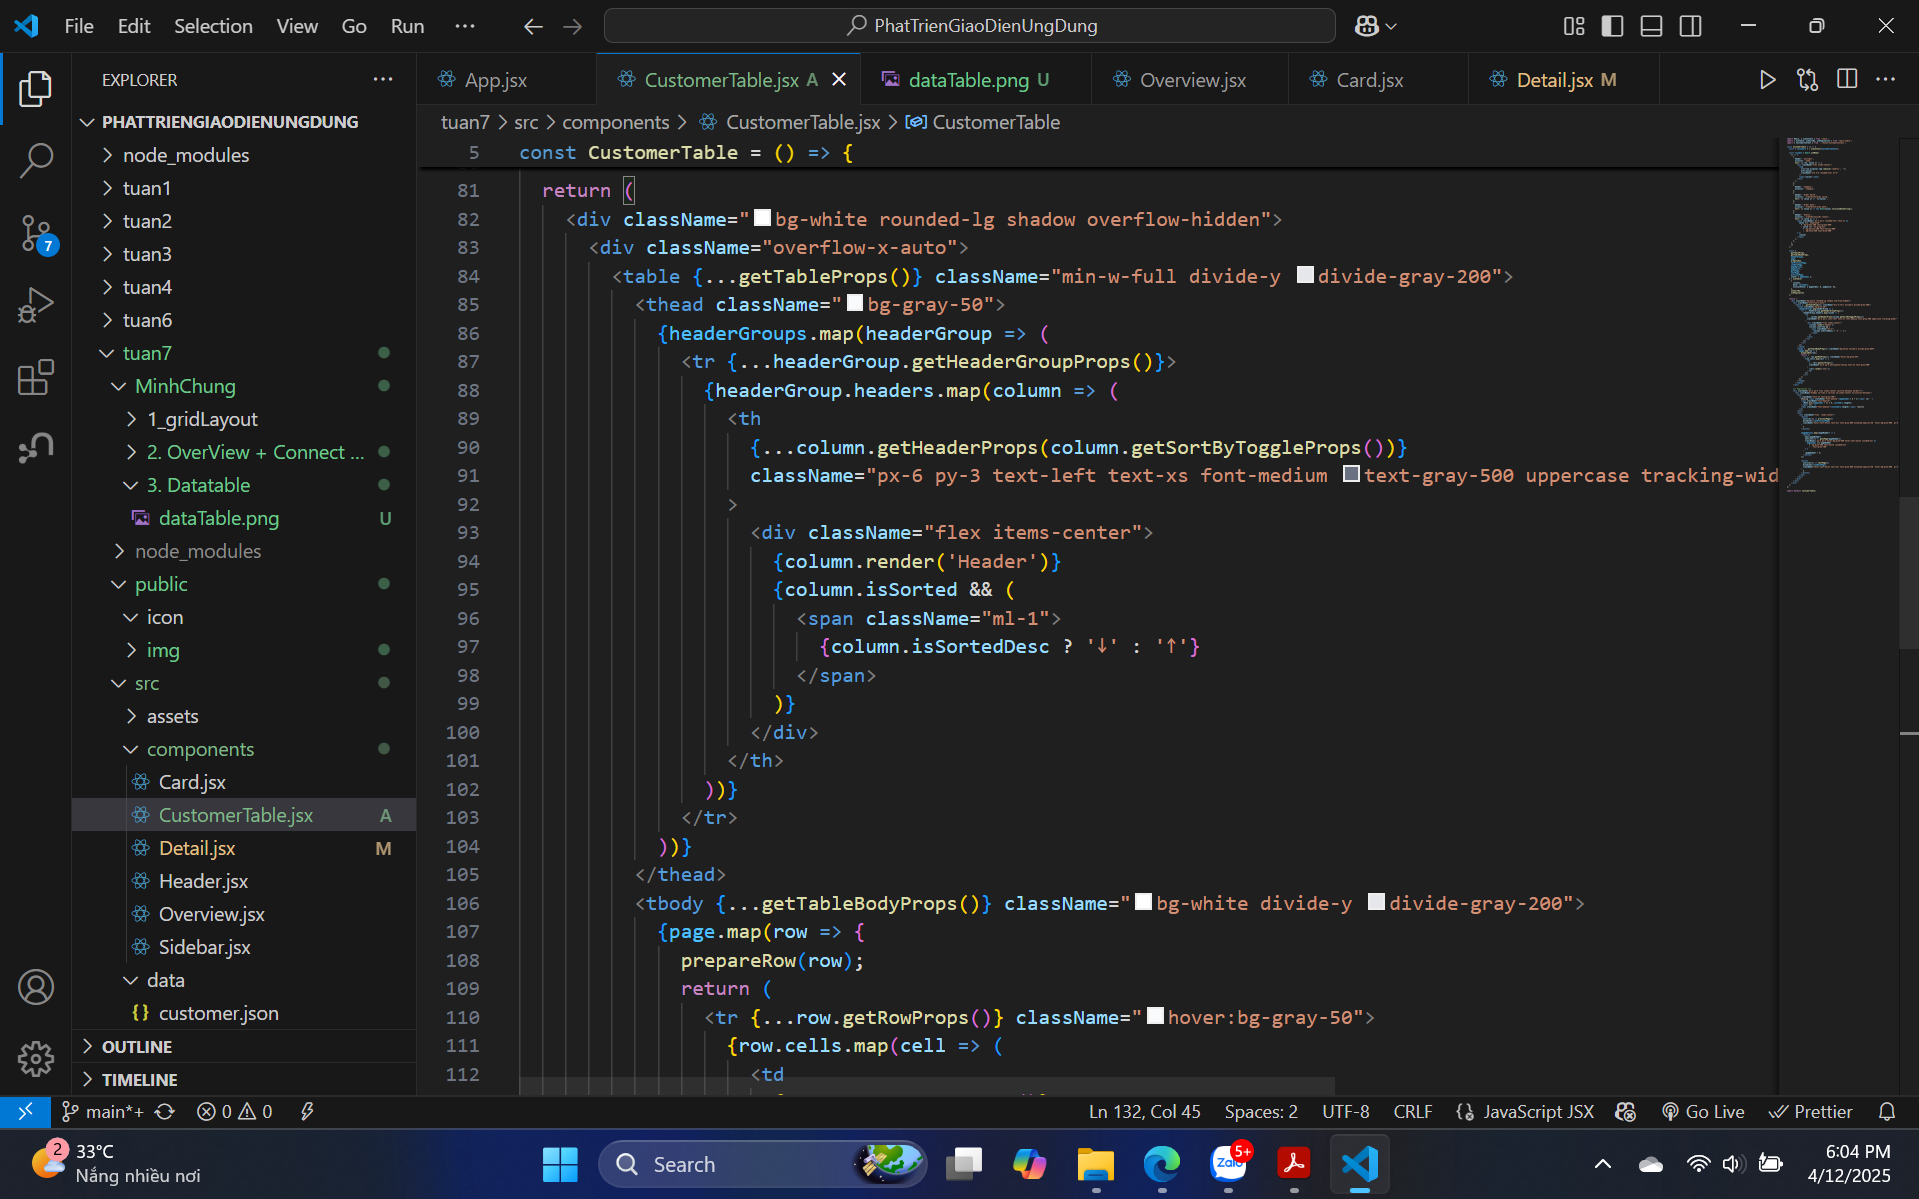 File Edit Selection View Go Run
PhatTrienGiaoDienUngDung
EXPLORER
PHATTRIENGIAODIENUNGDUNG
node_modules
tuan1
tuan2
tuan3
tuan4
tuan6
tuan7
MinhChung
1_gridLayout
2. OverView + Connect ...
3. Datatable
dataTable.png U
node_modules
public
icon
img
src
assets
components
Card.jsx
CustomerTable.jsx A
Detail.jsx M
Header.jsx
Overview.jsx
Sidebar.jsx
data
{} customer.json
OUTLINE
TIMELINE
7
App.jsx CustomerTable.jsx A dataTable.png U Overview.jsx Card.jsx Detail.jsx M
tuan7 > src > components > CustomerTable.jsx > CustomerTable
5 const CustomerTable = () => {
81 return (
82 <div className="bg-white rounded-lg shadow overflow-hidden">
83 <div className="overflow-x-auto">
84 <table {...getTableProps()} className="min-w-full divide-y divide-gray-200">
85 <thead className="bg-gray-50">
86 {headerGroups.map(headerGroup => (
87 <tr {...headerGroup.getHeaderGroupProps()}>
88 {headerGroup.headers.map(column => (
89 <th
90 {...column.getHeaderProps(column.getSortByToggleProps())}
91 className="px-6 py-3 text-left text-xs font-medium text-gray-500 uppercase tracking-wid
92 >
93 <div className="flex items-center">
94 {column.render('Header')}
95 {column.isSorted && (
96 <span className="ml-1">
97 {column.isSortedDesc ? '↓' : '↑'}
98 </span>
99 )}
100 </div>
101 </th>
102 ))}
103 </tr>
104 ))}
105 </thead>
106 <tbody {...getTableBodyProps()} className="bg-white divide-y divide-gray-200">
107 {page.map(row => {
108 prepareRow(row);
109 return (
110 <tr {...row.getRowProps()} className="hover:bg-gray-50">
111 {row.cells.map(cell => (
112 <td
main*+ 0 0 Ln 132, Col 45 Spaces: 2 UTF-8 CRLF JavaScript JSX Go Live Prettier
2 33°C
Nắng nhiều nơi
Search
Zalo 5+
6:04 PM
4/12/2025